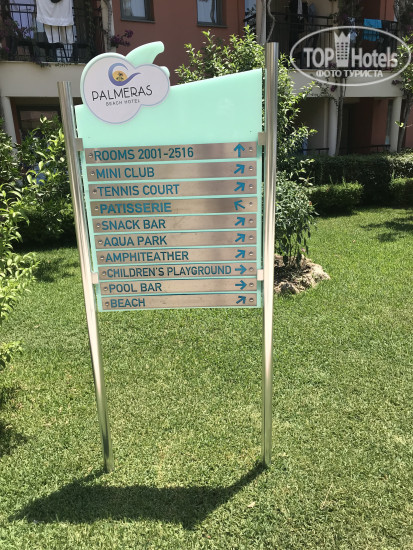 PALMERAS
BEACH HOTEL
ROOMS 2001-2516
MINI CLUB
TENNIS COURT
PATISSERIE
SNACK BAR
AQUA PARK
AMPHITEATHER
CHILDREN'S PLAYGROUND
POOL BAR
BEACH
TOP Hotels
ФОТО ТУРИСТА